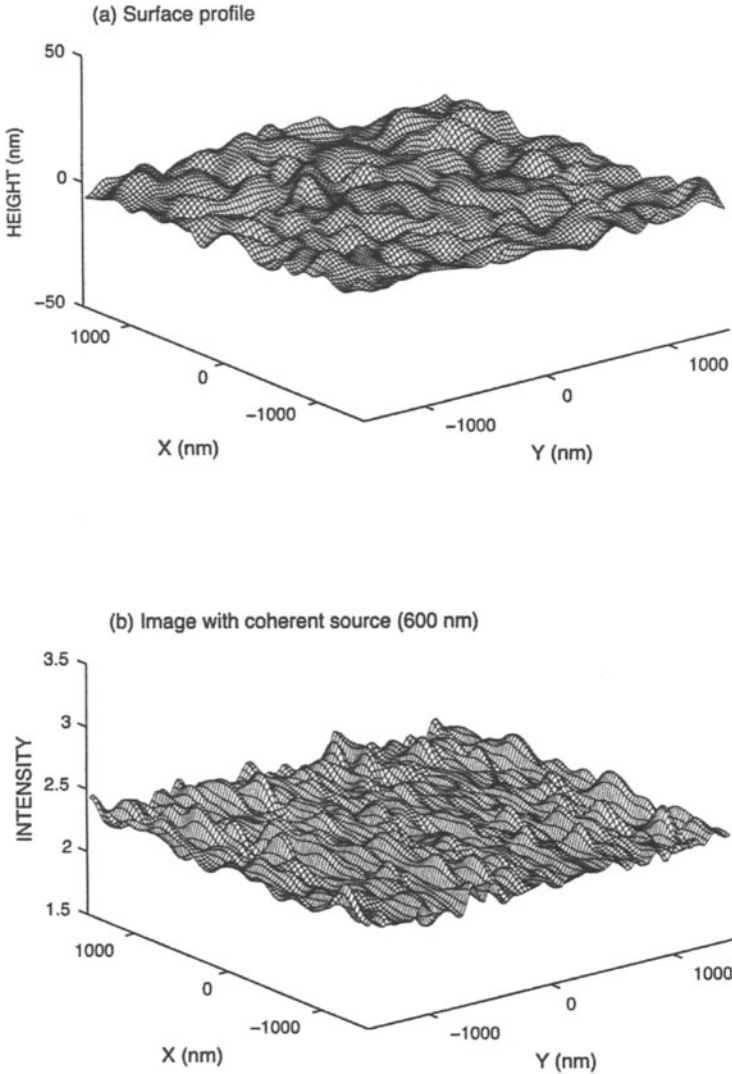 (a) Surface profile
50
0
−50
HEIGHT (nm)
1000
0
−1000
X (nm)
−1000
0
1000
Y (nm)
(b) Image with coherent source (600 nm)
3.5
3
2.5
2
1.5
INTENSITY
1000
0
−1000
X (nm)
−1000
0
1000
Y (nm)